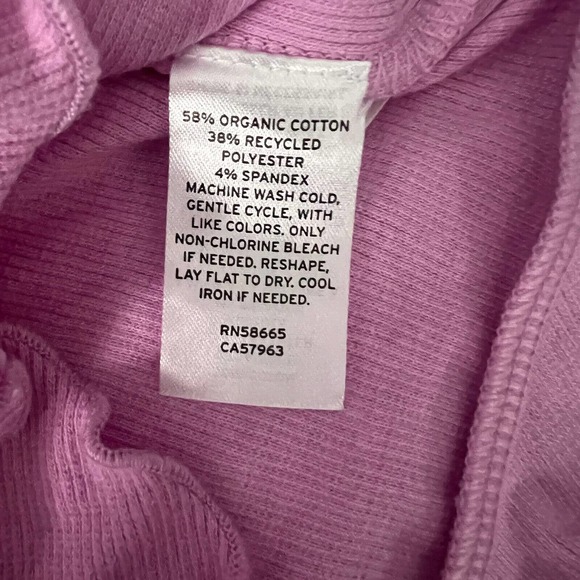 58% ORGANIC COTTON
38% RECYCLED
POLYESTER
4% SPANDEX
MACHINE WASH COLD,
GENTLE CYCLE, WITH
LIKE COLORS. ONLY
NON-CHLORINE BLEACH
IF NEEDED. RESHAPE,
LAY FLAT TO DRY. COOL
IRON IF NEEDED.
RN58665
CA57963